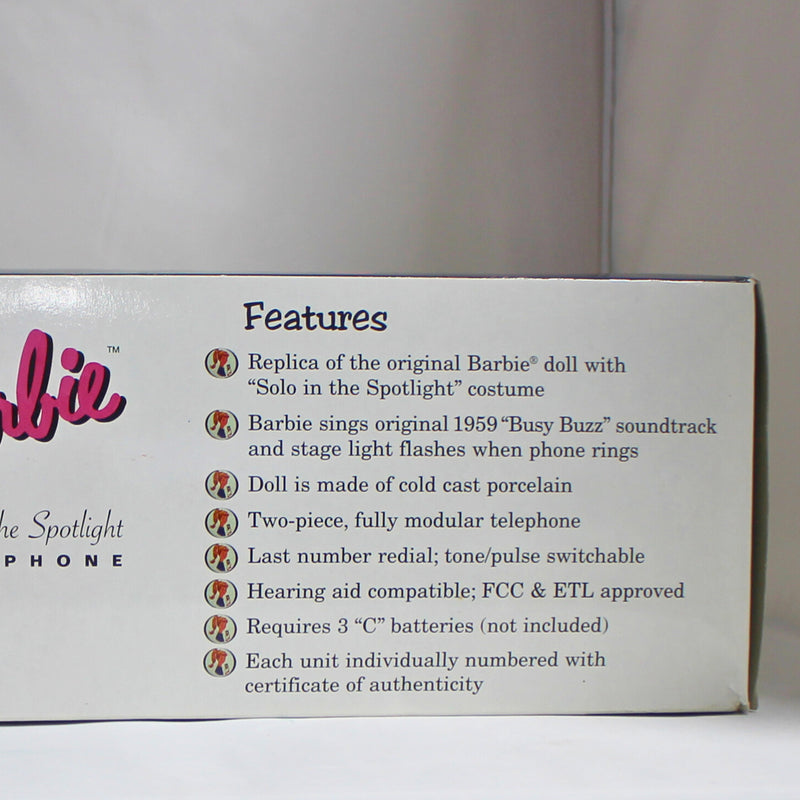 rbie™
he Spotlight
PHONE
Features
Replica of the original Barbie® doll with
“Solo in the Spotlight” costume
Barbie sings original 1959 “Busy Buzz” soundtrack
and stage light flashes when phone rings
Doll is made of cold cast porcelain
Two-piece, fully modular telephone
Last number redial; tone/pulse switchable
Hearing aid compatible; FCC & ETL approved
Requires 3 “C” batteries (not included)
Each unit individually numbered with
certificate of authenticity